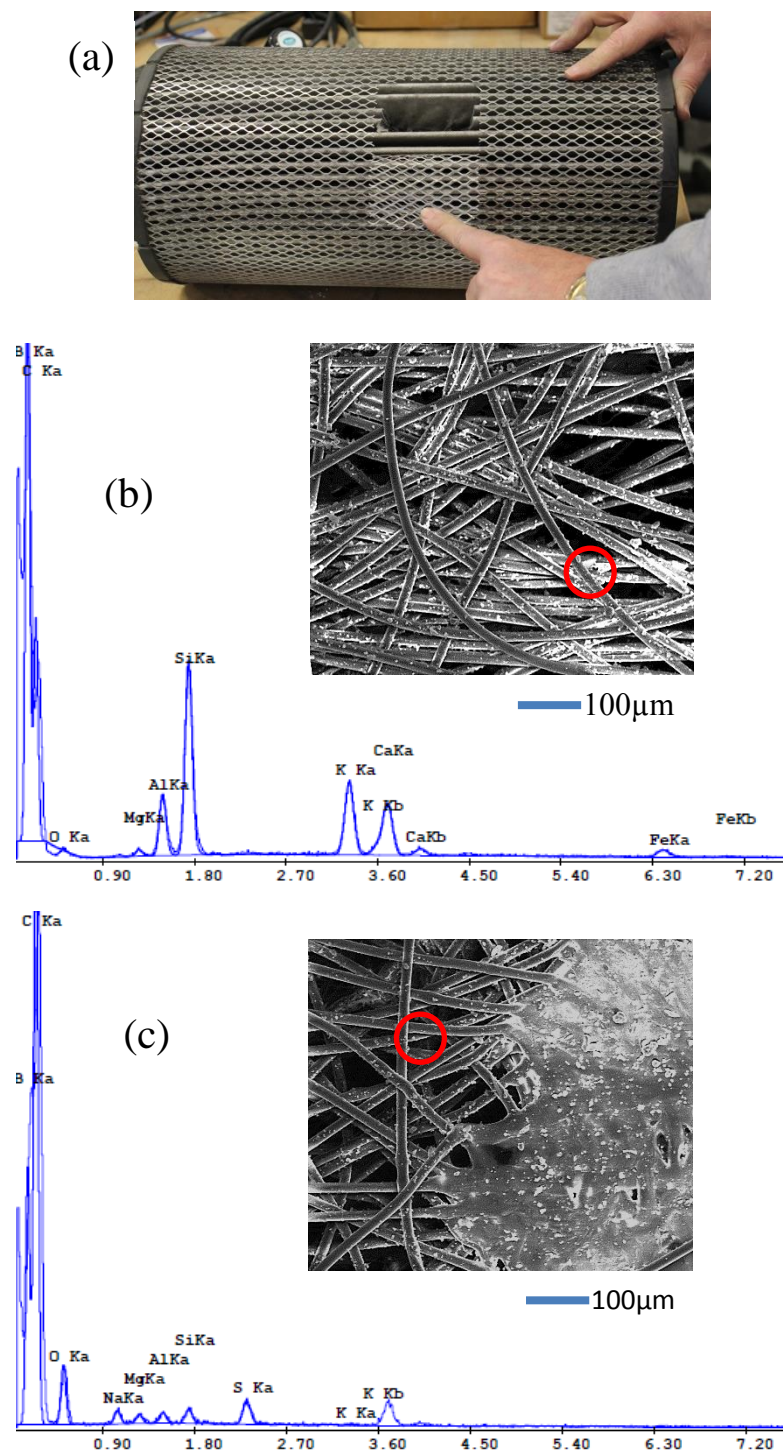 (a)
B Ka
C Ka
(b)
SiKa
100µm
CaKa
K Ka
AlKa
K Kb
MgKa
CaKb
FeKa
FeKb
O Ka
0.90 1.80 2.70 3.60 4.50 5.40 6.30 7.20
C Ka
(c)
B Ka
100µm
SiKa
O Ka
AlKa
MgKa
NaKa
S Ka
K Kb
K Ka
0.90 1.80 2.70 3.60 4.50 5.40 6.30 7.20